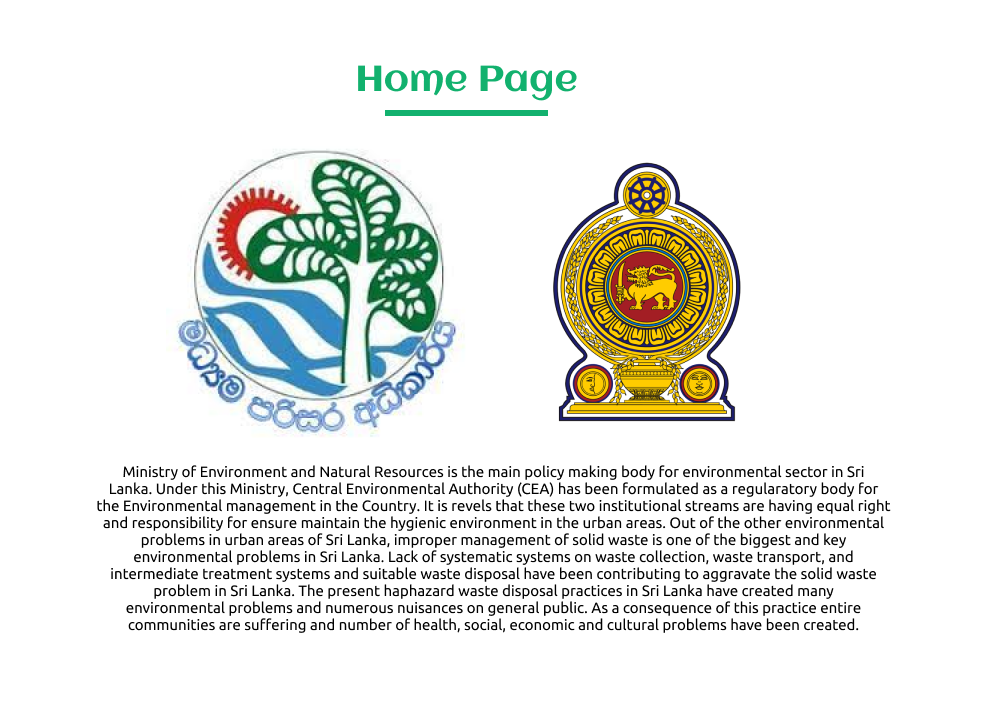 Home Page
මධ්‍යම පරිසර අධිකාරිය
Ministry of Environment and Natural Resources is the main policy making body for environmental sector in Sri
Lanka. Under this Ministry, Central Environmental Authority (CEA) has been formulated as a regularatory body for
the Environmental management in the Country. It is revels that these two institutional streams are having equal right
and responsibility for ensure maintain the hygienic environment in the urban areas. Out of the other environmental
problems in urban areas of Sri Lanka, improper management of solid waste is one of the biggest and key
environmental problems in Sri Lanka. Lack of systematic systems on waste collection, waste transport, and
intermediate treatment systems and suitable waste disposal have been contributing to aggravate the solid waste
problem in Sri Lanka. The present haphazard waste disposal practices in Sri Lanka have created many
environmental problems and numerous nuisances on general public. As a consequence of this practice entire
communities are suffering and number of health, social, economic and cultural problems have been created.